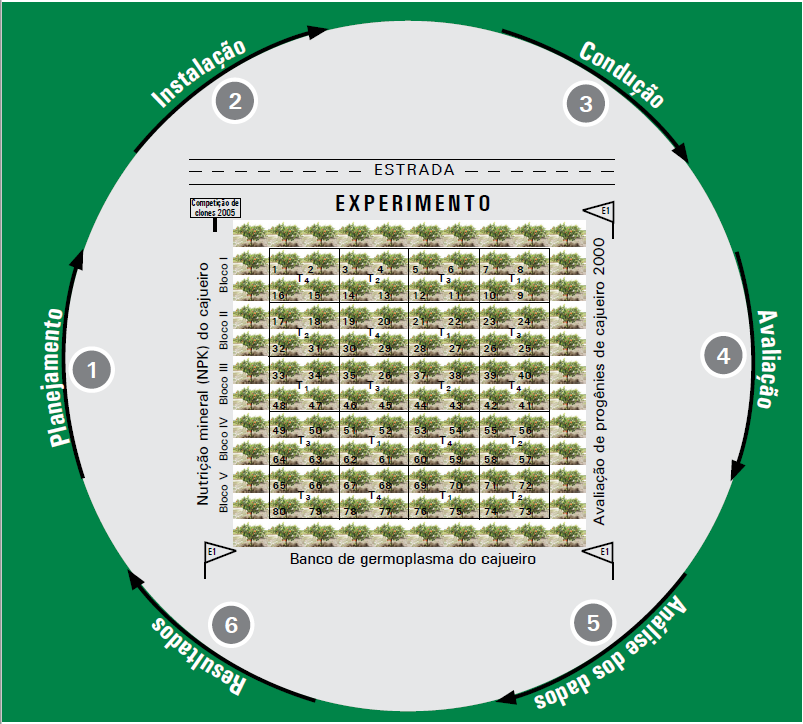 Instalação
2
Condução
3
ESTRADA
EXPERIMENTO
Competição de
clones 2005
E1
Planejamento
1
Avaliação
4
Nutrição mineral (NPK) do cajueiro
Avaliação de progênies de cajueiro 2000
Bloco I
1 2 3 4 5 6 7 8
T4 T2 T3 T1
16 15 14 13 12 11 10 9
Bloco II
17 18 19 20 21 22 23 24
T2 T4 T1 T3
32 31 30 29 28 27 26 25
Bloco III
33 34 35 26 37 38 39 40
T1 T3 T2 T4
48 47 46 45 44 43 42 41
Bloco IV
49 50 51 52 53 54 55 56
T3 T1 T4 T2
64 63 62 61 60 59 58 57
Bloco V
65 66 67 68 69 70 71 72
T3 T4 T1 T2
80 79 78 77 76 75 74 73
E1
E1
Banco de germoplasma do cajueiro
6
Resultados
5
Análise dos dados